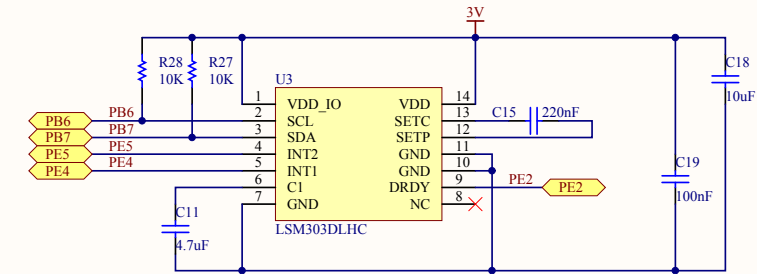 3V
R28
10K
R27
10K
C18
10uF
U3
1 VDD_IO VDD 14
PB6 PB6 2 SCL SETC 13 C15 220nF
PB7 PB7 3 SDA SETP 12
PE5 PE5 4 INT2 GND 11
PE4 PE4 5 INT1 GND 10
6 C1 DRDY 9 PE2 PE2
7 GND NC 8
C19
100nF
C11
4.7uF
LSM303DLHC